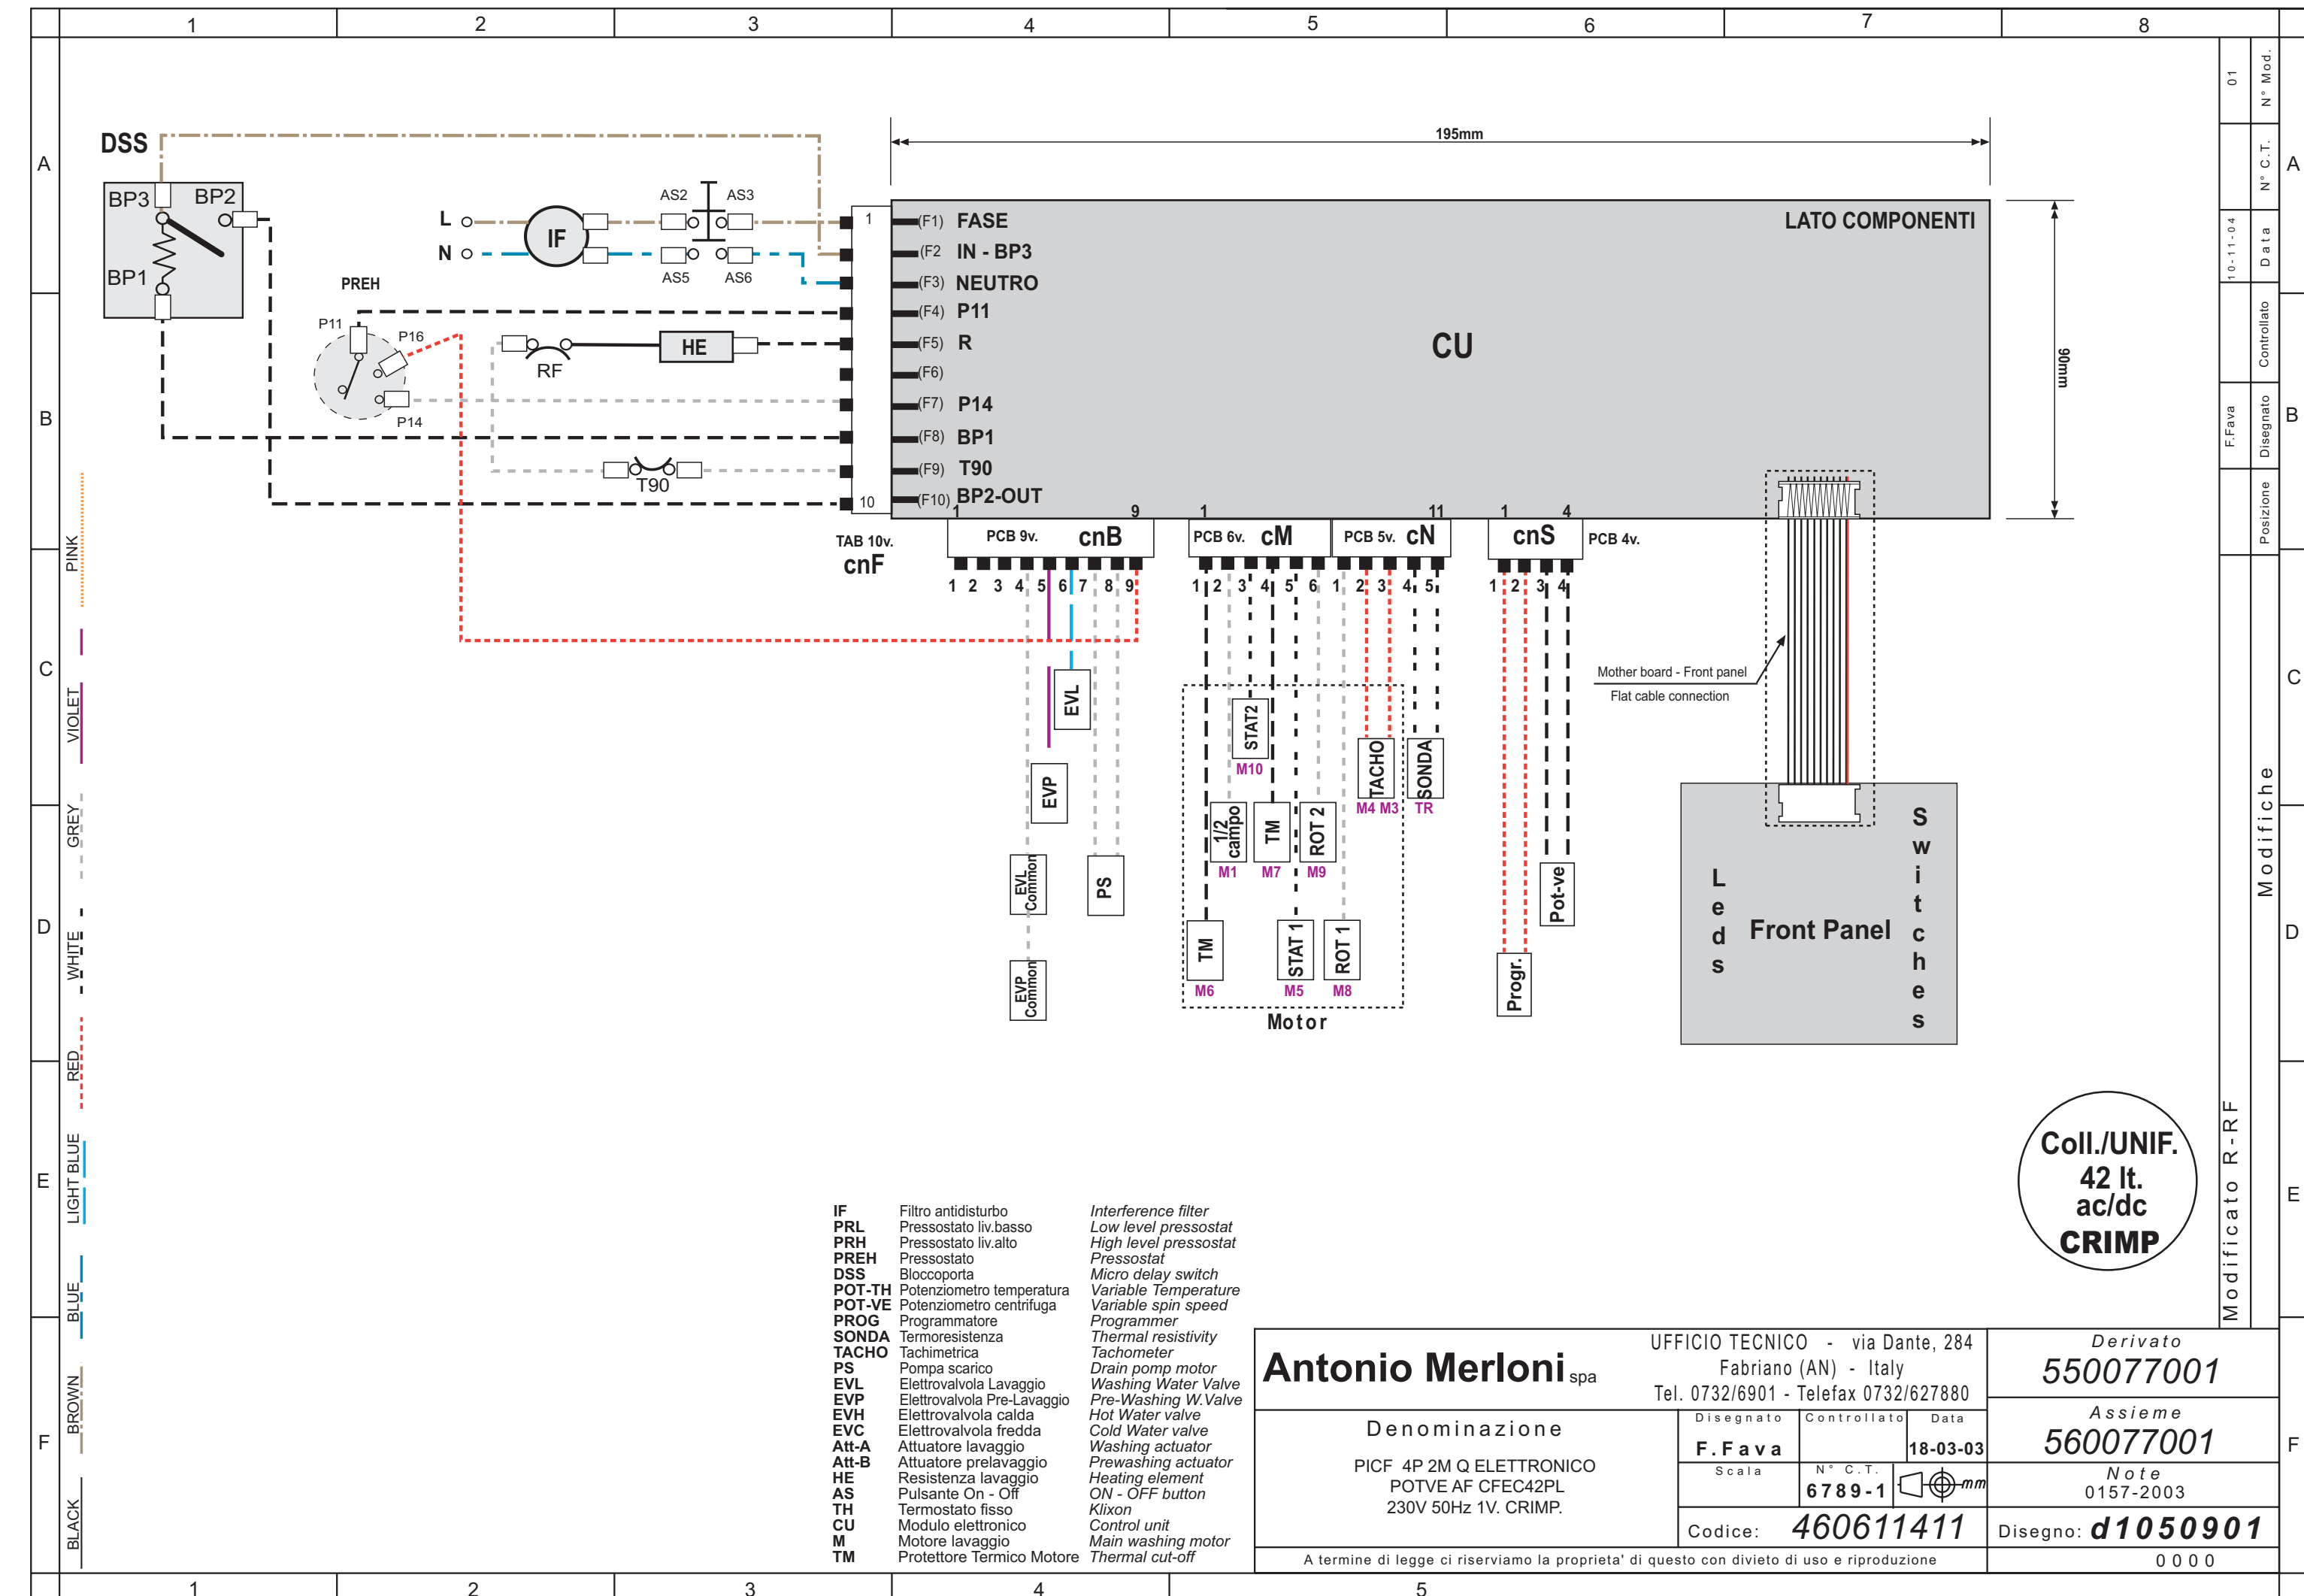 1 2 3 4 5 6 7 8
A
B
C
D
E
F
DSS
BP3
BP2
BP1
L
N
IF
AS2
AS3
AS5
AS6
PREH
P11
P16
P14
RF
HE
T90
1
10
TAB 10v.
cnF
195mm
90mm
LATO COMPONENTI
CU
(F1) FASE
(F2 IN - BP3
(F3) NEUTRO
(F4) P11
(F5) R
(F6)
(F7) P14
(F8) BP1
(F9) T90
(F10) BP2-OUT
1 9
PCB 9v. cnB
1 2 3 4 5 6 7 8 9
1 11
PCB 6v. cM
PCB 5v. cN
1 2 3 4 5 6 1 2 3 4 5
1 4
cnS PCB 4v.
1 2 3 4
EVL
EVP
EVL Common
EVP Common
PS
STAT2
M10
1/2 campo
M1
TM
M7
ROT 2
M9
TM
M6
STAT 1
M5
ROT 1
M8
TACHO
M4 M3
SONDA
TR
Motor
Progr.
Pot-ve
Mother board - Front panel
Flat cable connection
Leds
Front Panel
Switches
PINK
VIOLET
GREY
WHITE
RED
LIGHT BLUE
BLUE
BROWN
BLACK
01
N° Mod.
N° C.T.
10-11-04
Data
Controllato
F.Fava
Disegnato
Posizione
Modifiche
Modificato R-RF
A
B
C
D
E
F
Coll./UNIF.
42 lt.
ac/dc
CRIMP
IF Filtro antidisturbo Interference filter
PRL Pressostato liv.basso Low level pressostat
PRH Pressostato liv.alto High level pressostat
PREH Pressostato Pressostat
DSS Bloccoporta Micro delay switch
POT-TH Potenziometro temperatura Variable Temperature
POT-VE Potenziometro centrifuga Variable spin speed
PROG Programmatore Programmer
SONDA Termoresistenza Thermal resistivity
TACHO Tachimetrica Tachometer
PS Pompa scarico Drain pomp motor
EVL Elettrovalvola Lavaggio Washing Water Valve
EVP Elettrovalvola Pre-Lavaggio Pre-Washing W.Valve
EVH Elettrovalvola calda Hot Water valve
EVC Elettrovalvola fredda Cold Water valve
Att-A Attuatore lavaggio Washing actuator
Att-B Attuatore prelavaggio Prewashing actuator
HE Resistenza lavaggio Heating element
AS Pulsante On - Off ON - OFF button
TH Termostato fisso Klixon
CU Modulo elettronico Control unit
M Motore lavaggio Main washing motor
TM Protettore Termico Motore Thermal cut-off
Antonio Merloni spa
UFFICIO TECNICO - via Dante, 284
Fabriano (AN) - Italy
Tel. 0732/6901 - Telefax 0732/627880
Derivato
550077001
Denominazione
PICF 4P 2M Q ELETTRONICO
POTVE AF CFEC42PL
230V 50Hz 1V. CRIMP.
Disegnato Controllato Data
F.Fava 18-03-03
Scala N° C.T.
6789-1 mm
Assieme
560077001
Note
0157-2003
Codice: 460611411
Disegno: d1050901
A termine di legge ci riserviamo la proprieta' di questo con divieto di uso e riproduzione
0000
1 2 3 4 5